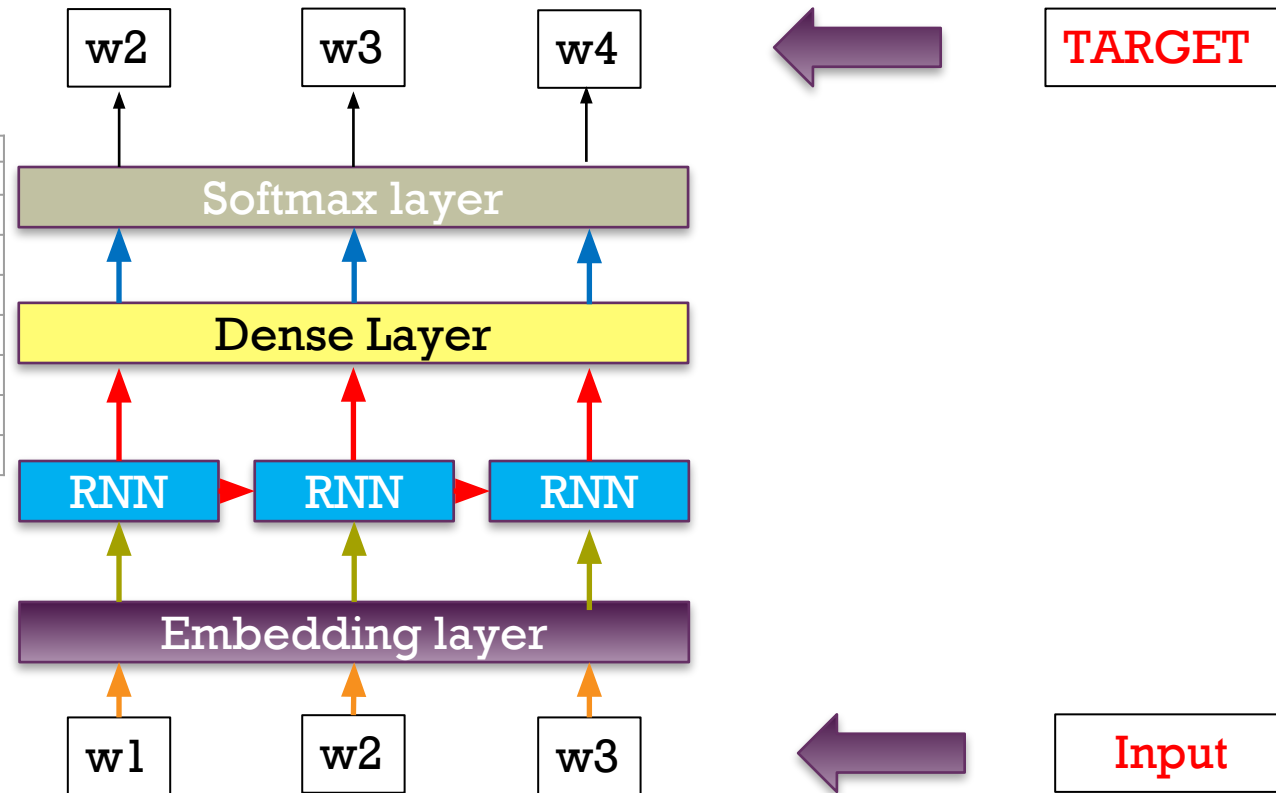 w2 w3 w4 TARGET
Softmax layer
Dense Layer
RNN RNN RNN
Embedding layer
w1 w2 w3 Input